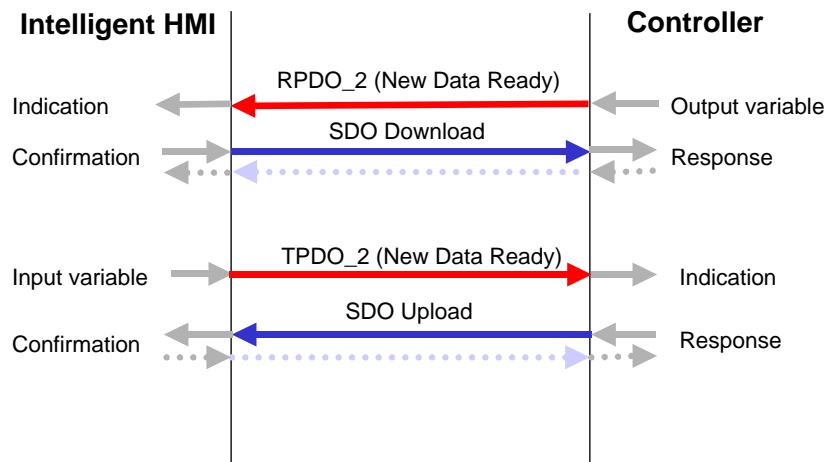 Intelligent HMI
Controller
RPDO_2 (New Data Ready)
Indication
Output variable
SDO Download
Confirmation
Response
TPDO_2 (New Data Ready)
Input variable
Indication
SDO Upload
Confirmation
Response